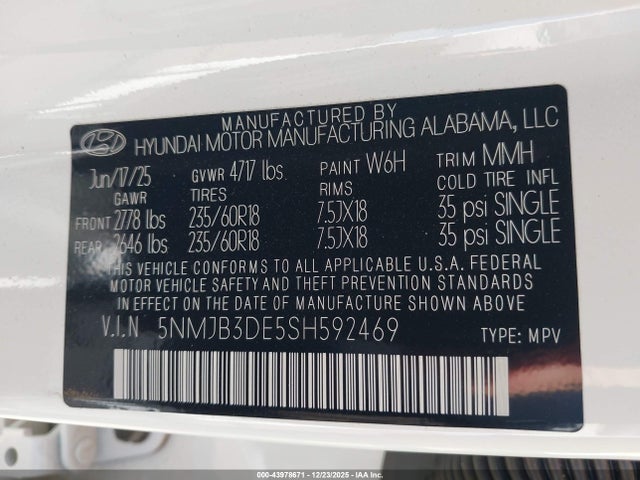 MANUFACTURED BY
HYUNDAI MOTOR MANUFACTURING ALABAMA, LLC
Jun/17/25 GVWR 4717 lbs. PAINT W6H TRIM MMH
GAWR TIRES RIMS COLD TIRE INFL
FRONT 2778 lbs 235/60R18 7.5JX18 35 psi SINGLE
REAR 2646 lbs 235/60R18 7.5JX18 35 psi SINGLE
THIS VEHICLE CONFORMS TO ALL APPLICABLE U.S.A. FEDERAL
MOTOR VEHICLE SAFETY AND THEFT PREVENTION STANDARDS
IN EFFECT ON THE DATE OF MANUFACTURE SHOWN ABOVE.
V.I.N 5NMJB3DE5SH592469 TYPE: MPV
000-43978671 - 12/23/2025 - IAA Inc.